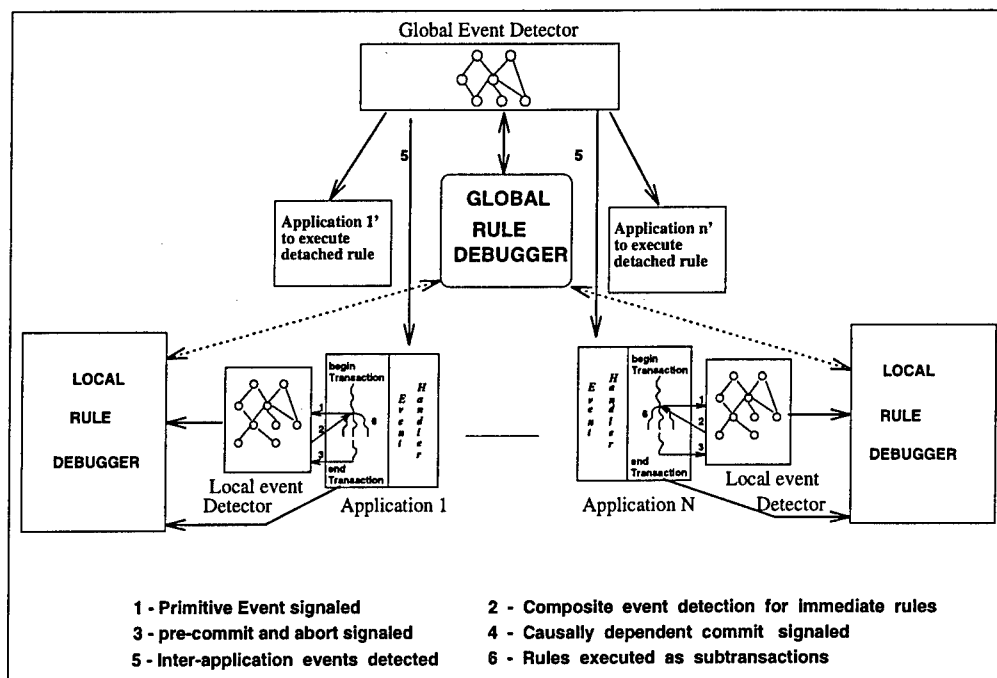 Global Event Detector
5
5
GLOBAL
RULE
DEBUGGER
Application 1'
to execute
detached rule
Application n'
to execute
detached rule
LOCAL
RULE
DEBUGGER
begin
Transaction
1
2
3
6
end
Transaction
Event
Handler
Local event
Detector
Application 1
Event
Handler
begin
Transaction
6
1
2
3
end
Transaction
Application N
Local event
Detector
LOCAL
RULE
DEBUGGER
1 - Primitive Event signaled
2 - Composite event detection for immediate rules
3 - pre-commit and abort signaled
4 - Causally dependent commit signaled
5 - Inter-application events detected
6 - Rules executed as subtransactions